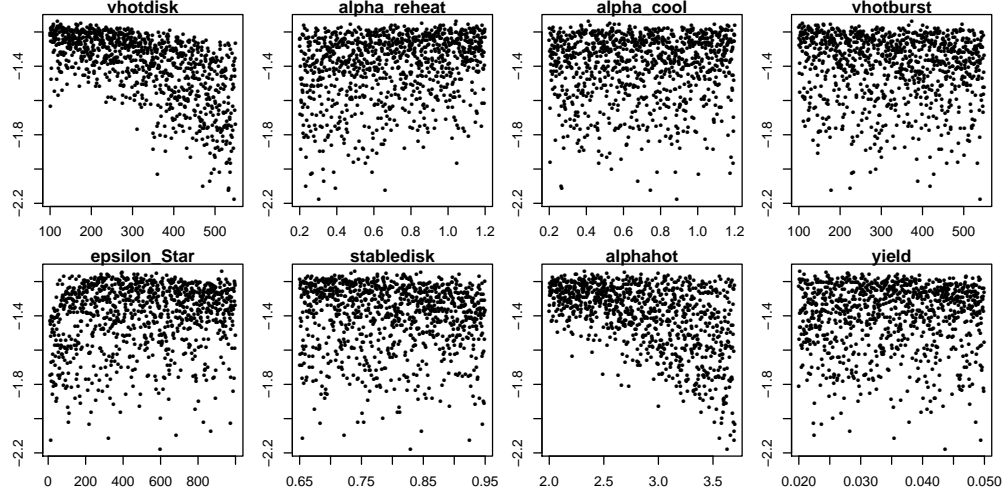 vhotdisk alpha_reheat alpha_cool vhotburst
-1.4 -1.4 -1.4 -1.4
-1.8 -1.8 -1.8 -1.8
-2.2 -2.2 -2.2 -2.2
100 200 300 400 500 0.2 0.4 0.6 0.8 1.0 1.2 0.2 0.4 0.6 0.8 1.0 1.2 100 200 300 400 500
epsilon_Star stabledisk alphahot yield
-1.4 -1.4 -1.4 -1.4
-1.8 -1.8 -1.8 -1.8
-2.2 -2.2 -2.2 -2.2
0 200 400 600 800 0.65 0.75 0.85 0.95 2.0 2.5 3.0 3.5 0.020 0.030 0.040 0.050